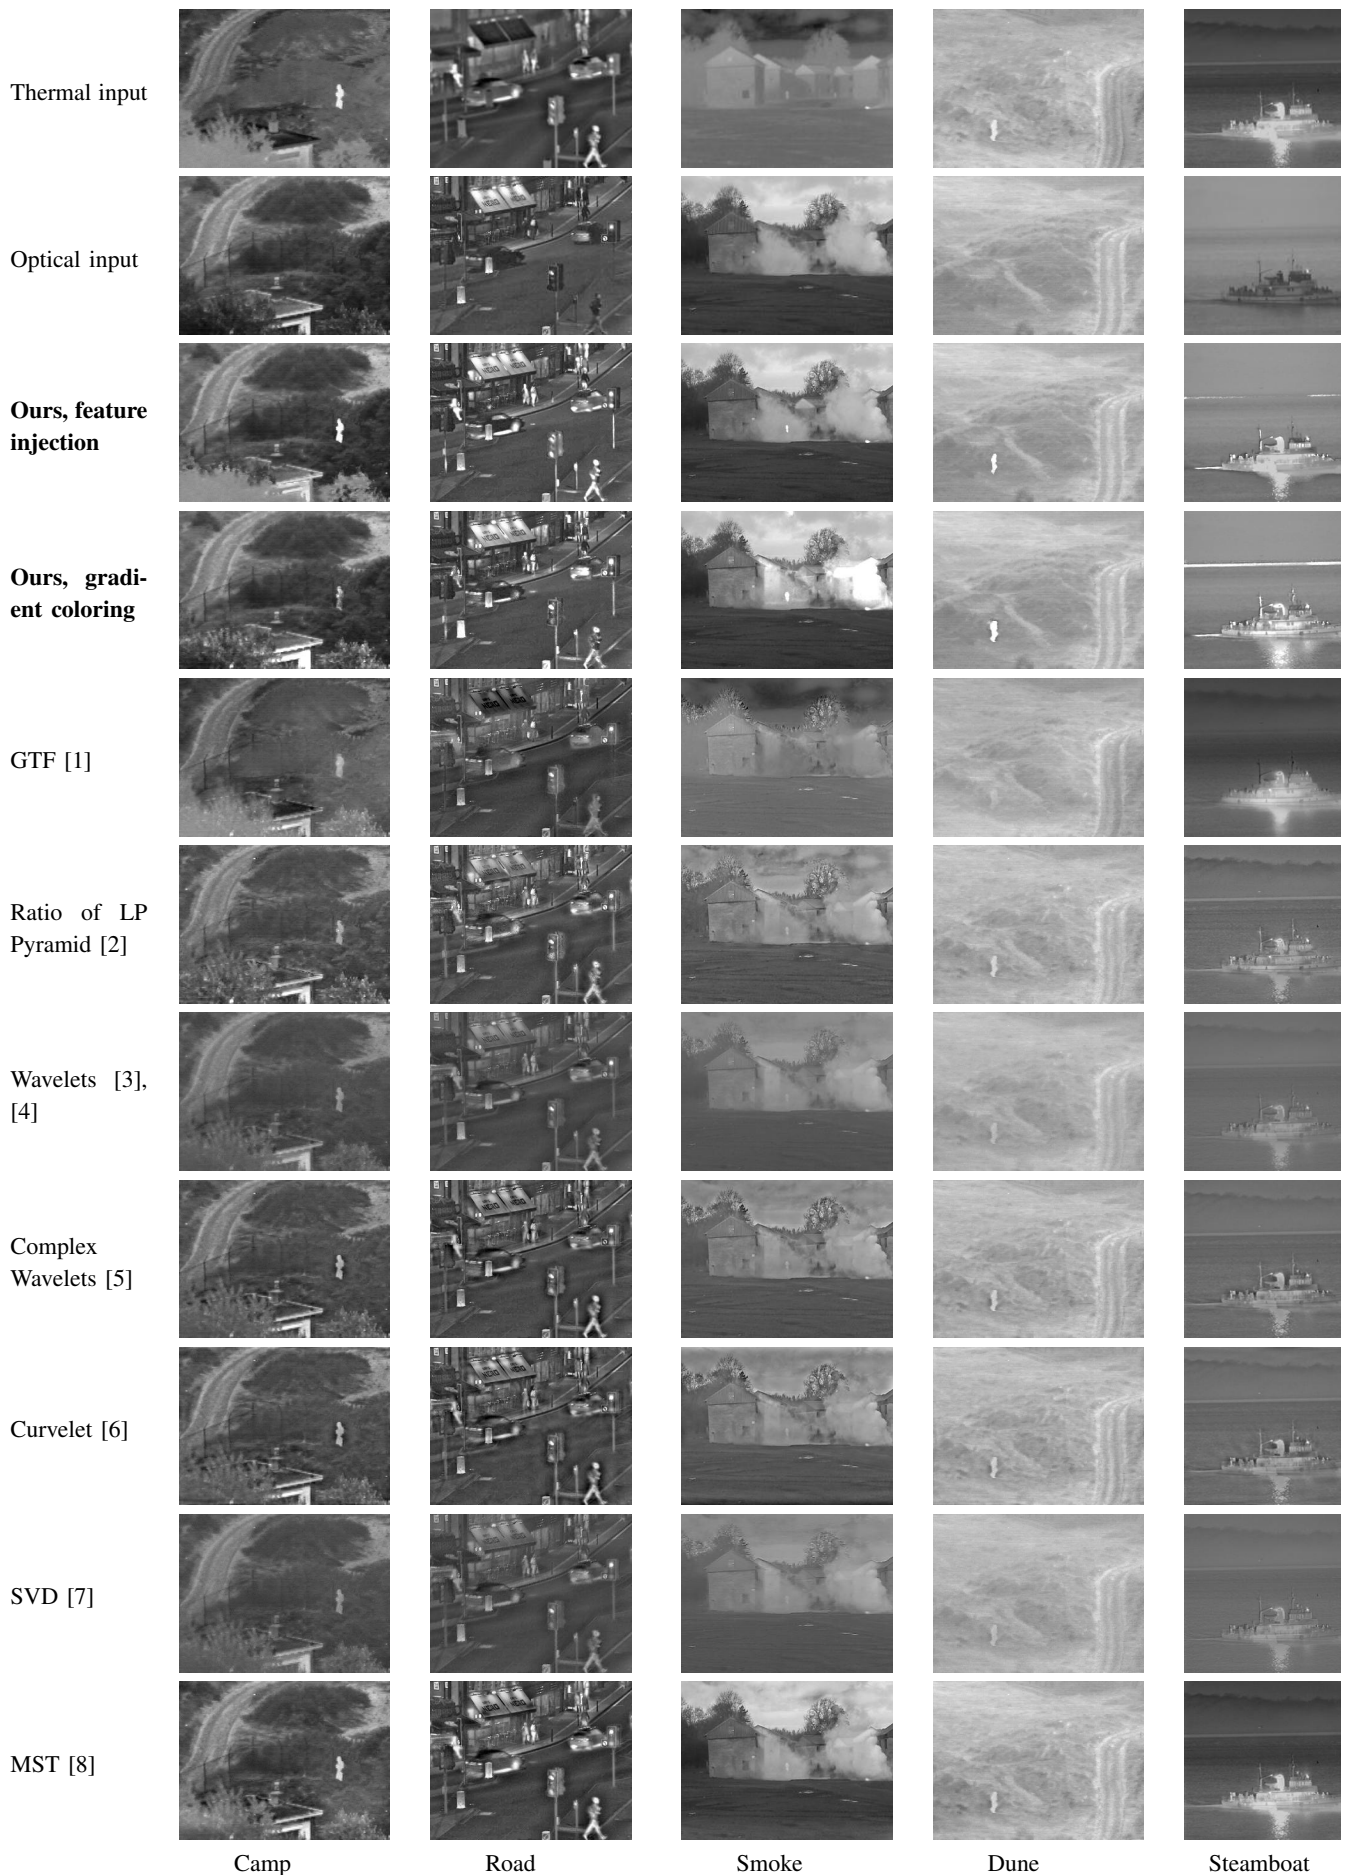 Thermal input
Optical input
Ours, feature
injection
Ours, gradi-
ent coloring
GTF [1]
Ratio of LP
Pyramid [2]
Wavelets [3],
[4]
Complex
Wavelets [5]
Curvelet [6]
SVD [7]
MST [8]
Camp Road Smoke Dune Steamboat